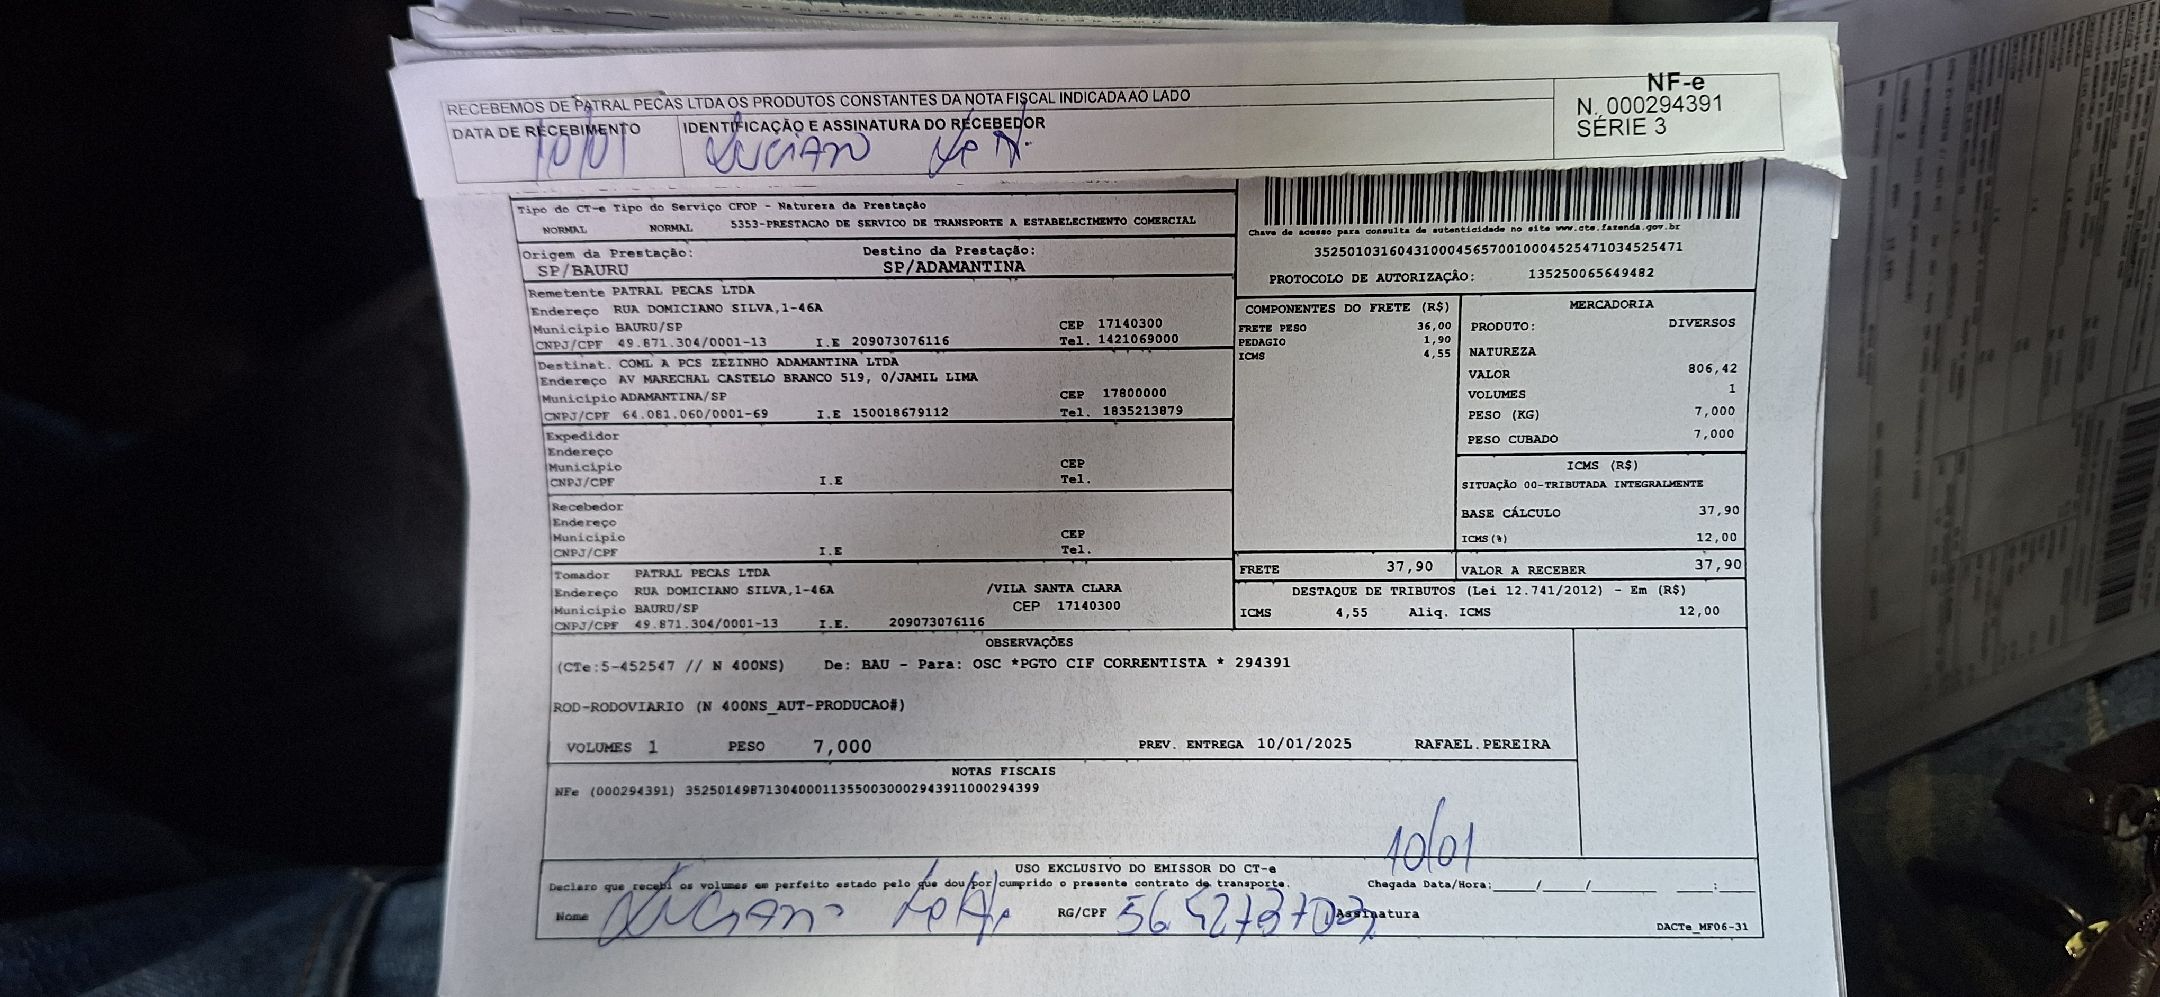 RECEBEMOS DE PATRAL PECAS LTDA OS PRODUTOS CONSTANTES DA NOTA FISCAL INDICADA AO LADO
NF-e
N. 000294391
SÉRIE 3
DATA DE RECEBIMENTO
IDENTIFICAÇÃO E ASSINATURA DO RECEBEDOR
10/01
LUCIANO
Tipo do CT-e Tipo do Serviço CFOP - Natureza da Prestação
NORMAL NORMAL 5353-PRESTACAO DE SERVICO DE TRANSPORTE A ESTABELECIMENTO COMERCIAL
Origem da Prestação: Destino da Prestação:
SP/BAURU SP/ADAMANTINA
Chave de acesso para consulta de autenticidade no site www.cte.fazenda.gov.br
35250103160431000456570010004525471034525471
PROTOCOLO DE AUTORIZAÇÃO: 135250065649482
Remetente PATRAL PECAS LTDA
Endereço RUA DOMICIANO SILVA,1-46A
Município BAURU/SP CEP 17140300
CNPJ/CPF 49.871.304/0001-13 I.E 209073076116 Tel. 1421069000
Destinat. COML A PCS ZEZINHO ADAMANTINA LTDA
Endereço AV MARECHAL CASTELO BRANCO 519, 0/JAMIL LIMA
Município ADAMANTINA/SP CEP 17800000
CNPJ/CPF 64.081.060/0001-69 I.E 150018679112 Tel. 1835213879
Expedidor
Endereço
Município CEP
CNPJ/CPF I.E Tel.
Recebedor
Endereço
Município CEP
CNPJ/CPF I.E Tel.
Tomador PATRAL PECAS LTDA
Endereço RUA DOMICIANO SILVA,1-46A /VILA SANTA CLARA
Município BAURU/SP CEP 17140300
CNPJ/CPF 49.871.304/0001-13 I.E. 209073076116
COMPONENTES DO FRETE (R$)
FRETE PESO 36,00
PEDAGIO 1,90
ICMS 4,55
FRETE 37,90
MERCADORIA
PRODUTO: DIVERSOS
NATUREZA
VALOR 806,42
VOLUMES 1
PESO (KG) 7,000
PESO CUBADO 7,000
ICMS (R$)
SITUAÇÃO 00-TRIBUTADA INTEGRALMENTE
BASE CÁLCULO 37,90
ICMS(%) 12,00
VALOR A RECEBER 37,90
DESTAQUE DE TRIBUTOS (Lei 12.741/2012) - Em (R$)
ICMS 4,55 Aliq. ICMS 12,00
OBSERVAÇÕES
(CTe:5-452547 // N 400NS) De: BAU - Para: OSC *PGTO CIF CORRENTISTA * 294391
ROD-RODOVIARIO (N 400NS_AUT-PRODUCAO#)
VOLUMES 1 PESO 7,000 PREV. ENTREGA 10/01/2025 RAFAEL.PEREIRA
NOTAS FISCAIS
NFe (000294391) 35250149871304000113550030002943911000294399
10/01
USO EXCLUSIVO DO EMISSOR DO CT-e
Declaro que recebi os volumes em perfeito estado pelo que dou por cumprido o presente contrato de transporte. Chegada Data/Hora:____/____/______ ____:____
Nome LUCIANO RG/CPF Assinatura
DACTe_MF06-31